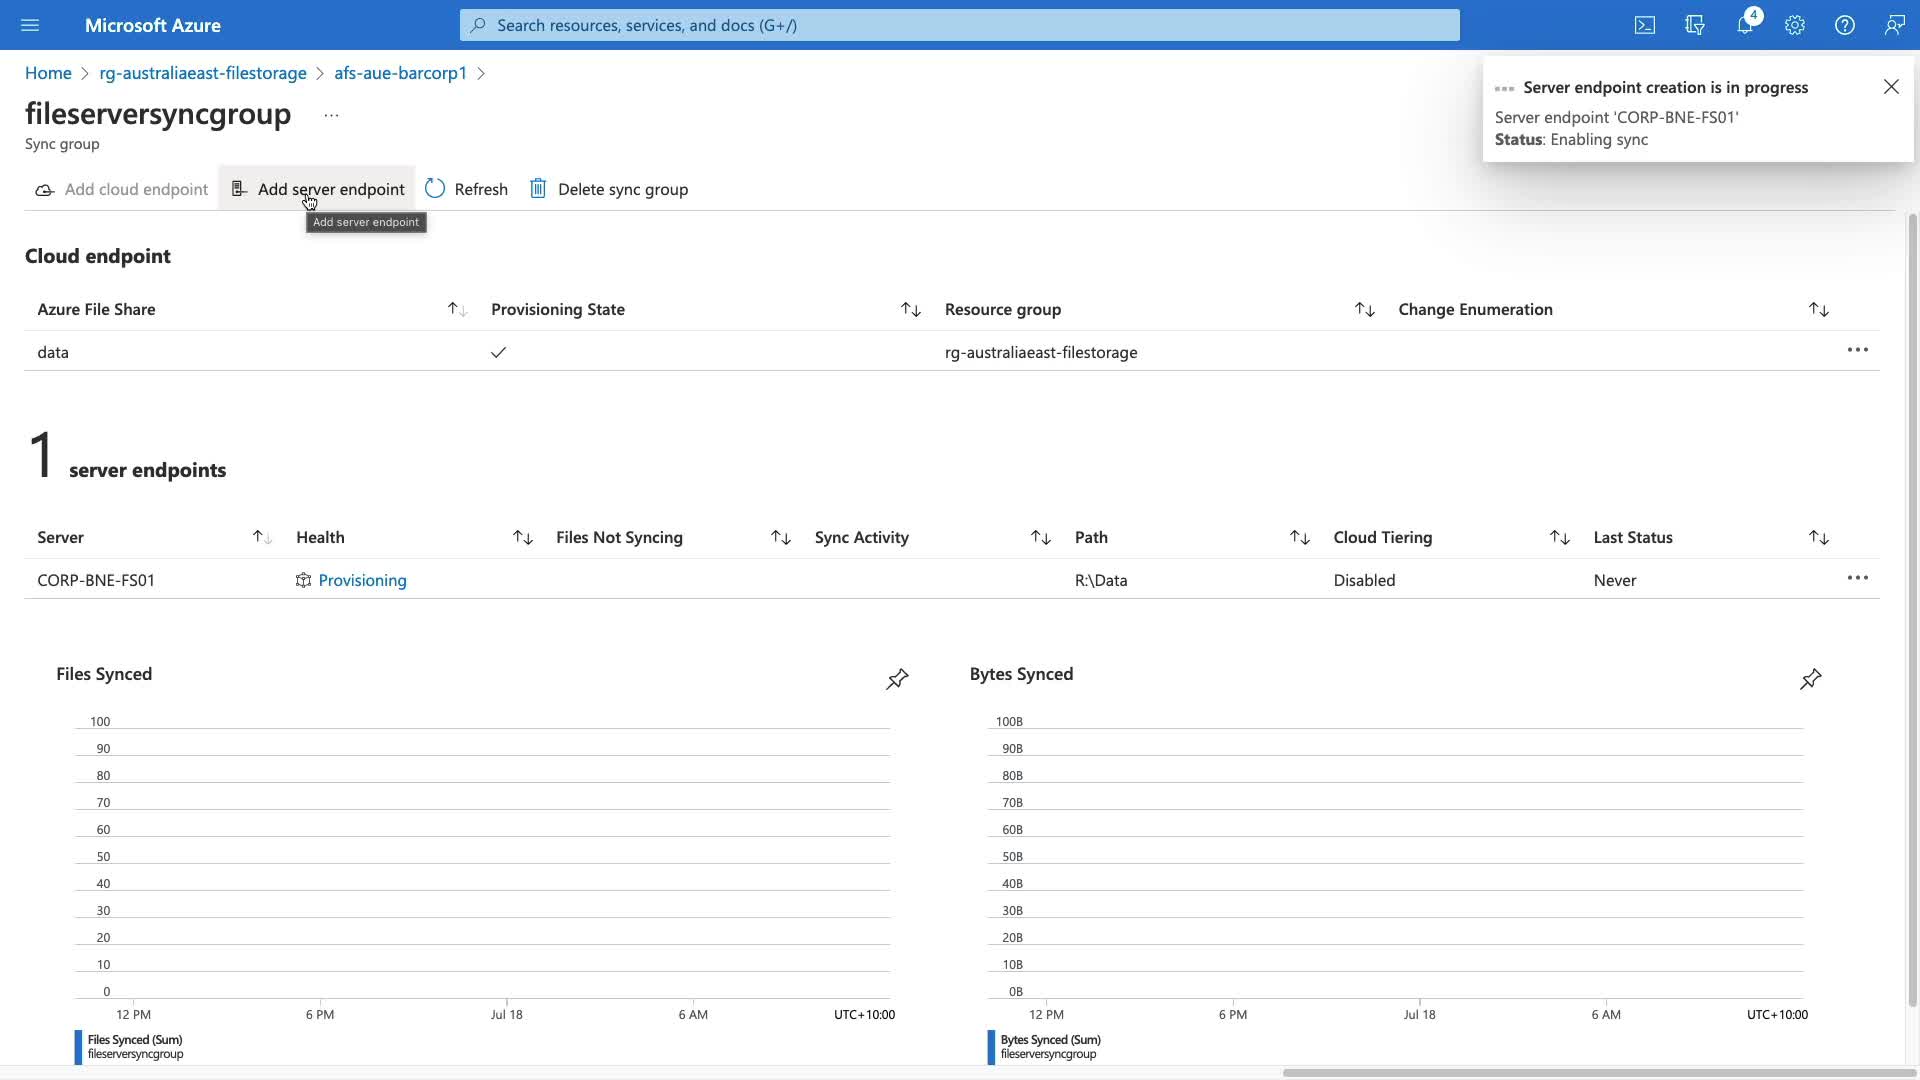 Microsoft Azure
Search resources, services, and docs (G+/)
4
Home > rg-australiaeast-filestorage > afs-aue-barcorp1 >
fileserversyncgroup ...
Sync group
Server endpoint creation is in progress
Server endpoint 'CORP-BNE-FS01'
Status: Enabling sync
Add cloud endpoint Add server endpoint Refresh Delete sync group
Add server endpoint
Cloud endpoint
Azure File Share Provisioning State Resource group Change Enumeration
data rg-australiaeast-filestorage
1 server endpoints
Server Health Files Not Syncing Sync Activity Path Cloud Tiering Last Status
CORP-BNE-FS01 Provisioning R:\Data Disabled Never
Files Synced
100
90
80
70
60
50
40
30
20
10
0
12 PM 6 PM Jul 18 6 AM UTC+10:00
Files Synced (Sum)
fileserversyncgroup
Bytes Synced
100B
90B
80B
70B
60B
50B
40B
30B
20B
10B
0B
12 PM 6 PM Jul 18 6 AM UTC+10:00
Bytes Synced (Sum)
fileserversyncgroup